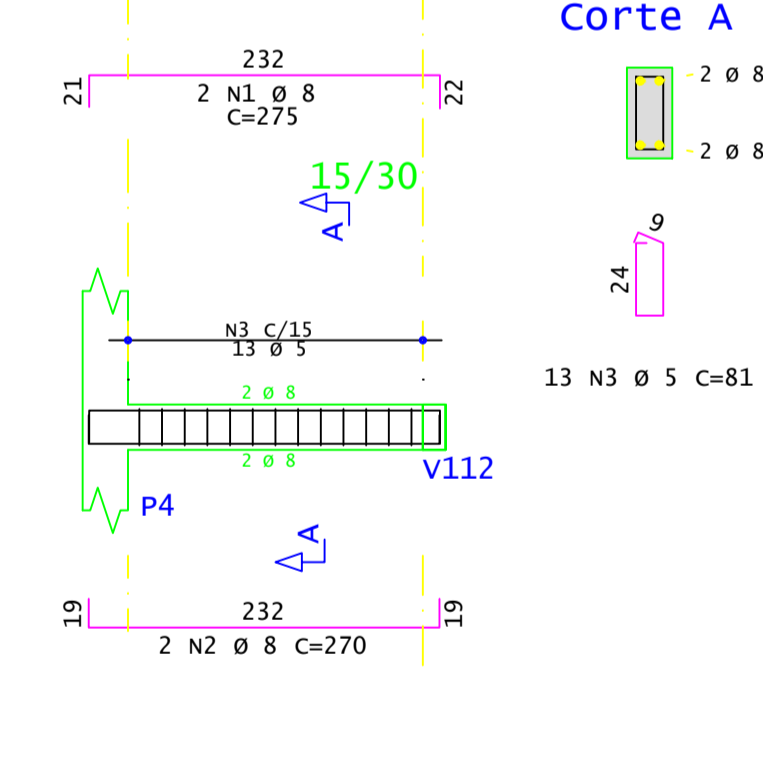 Corte A
232
21
2 N1 Ø 8
C=275
22
2 Ø 8
2 Ø 8
15/30
A
9
24
N3 C/15
13 Ø 5
13 N3 Ø 5 C=81
2 Ø 8
2 Ø 8
V112
P4
A
19
232
19
2 N2 Ø 8 C=270